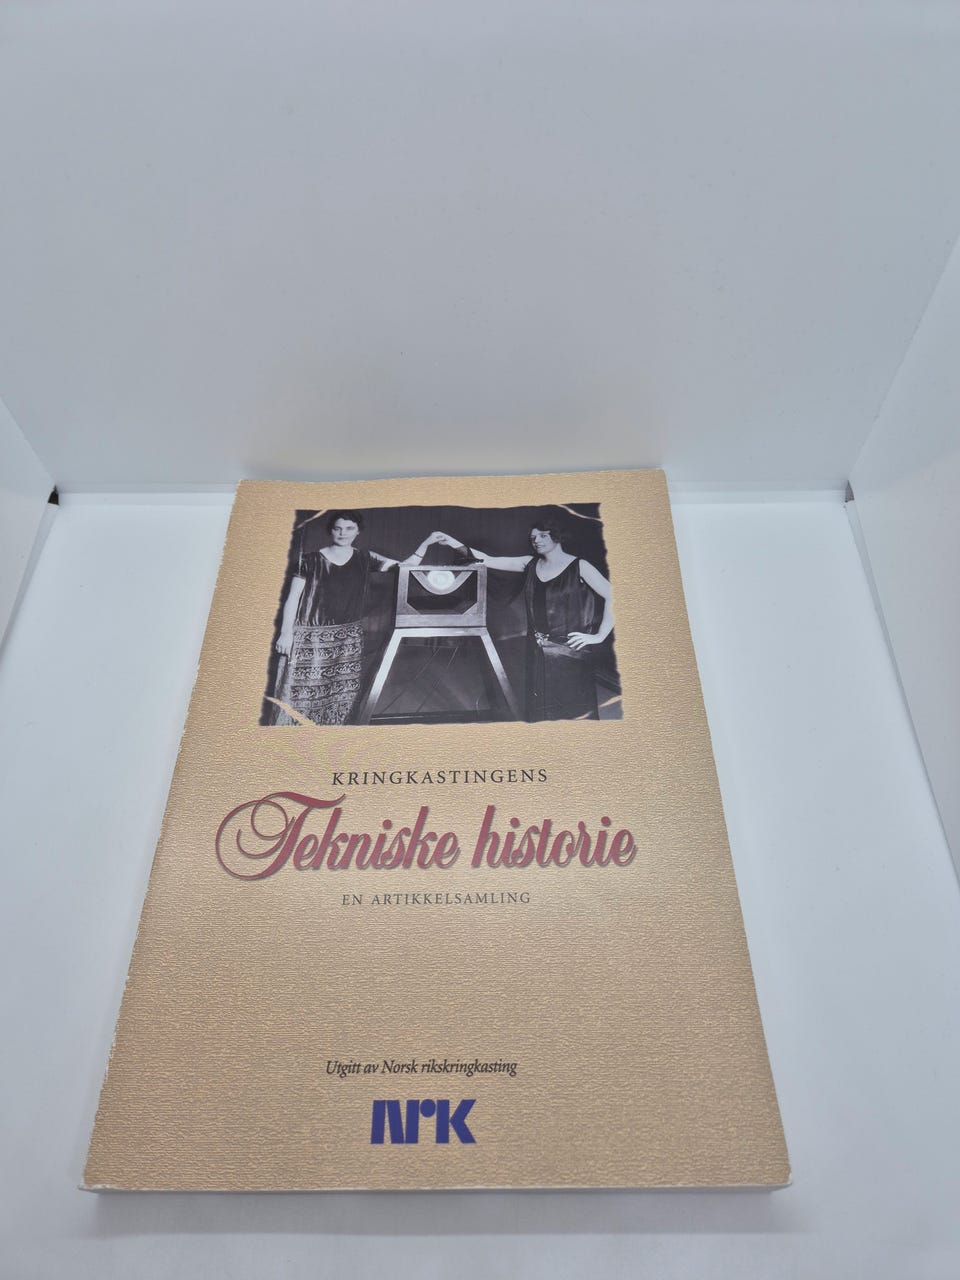 KRINGKASTINGENS
Tekniske historie
EN ARTIKKELSAMLING
Utgitt av Norsk rikskringkasting
NRK